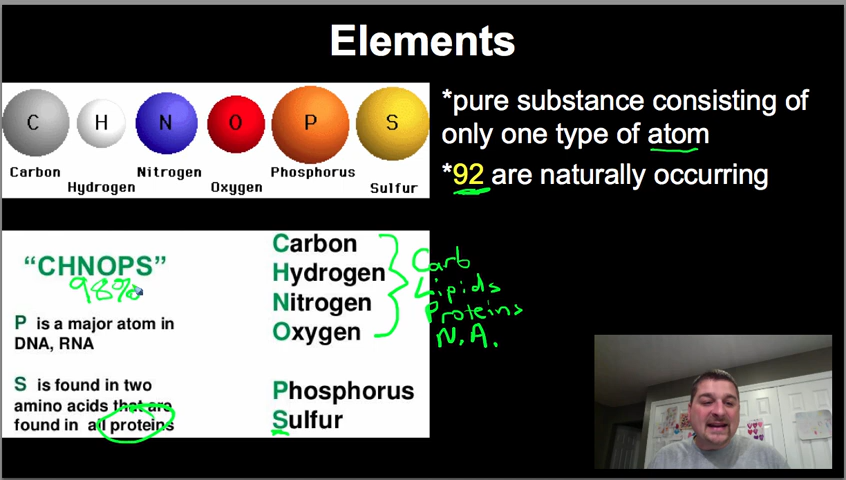 Elements
C H N O P S
Carbon Nitrogen Phosphorus
Hydrogen Oxygen Sulfur
*pure substance consisting of
only one type of atom
*92 are naturally occurring
"CHNOPS"
98%
P is a major atom in
DNA, RNA
S is found in two
amino acids that are
found in all proteins
Carbon
Hydrogen
Nitrogen
Oxygen
Phosphorus
Sulfur
Carb
Lipids
Proteins
N.A.